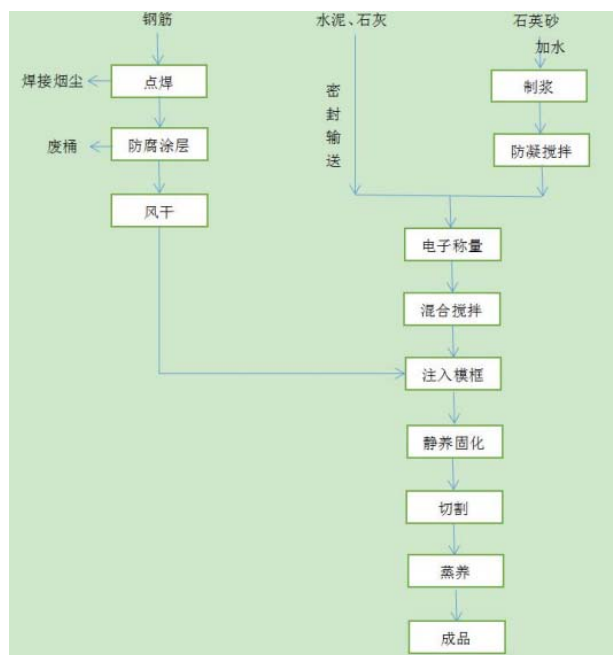 钢筋
水泥、石灰
石英砂
加水
焊接烟尘
点焊
制浆
密封输送
废桶
防腐涂层
防凝搅拌
风干
电子称量
混合搅拌
注入模框
静养固化
切割
蒸养
成品